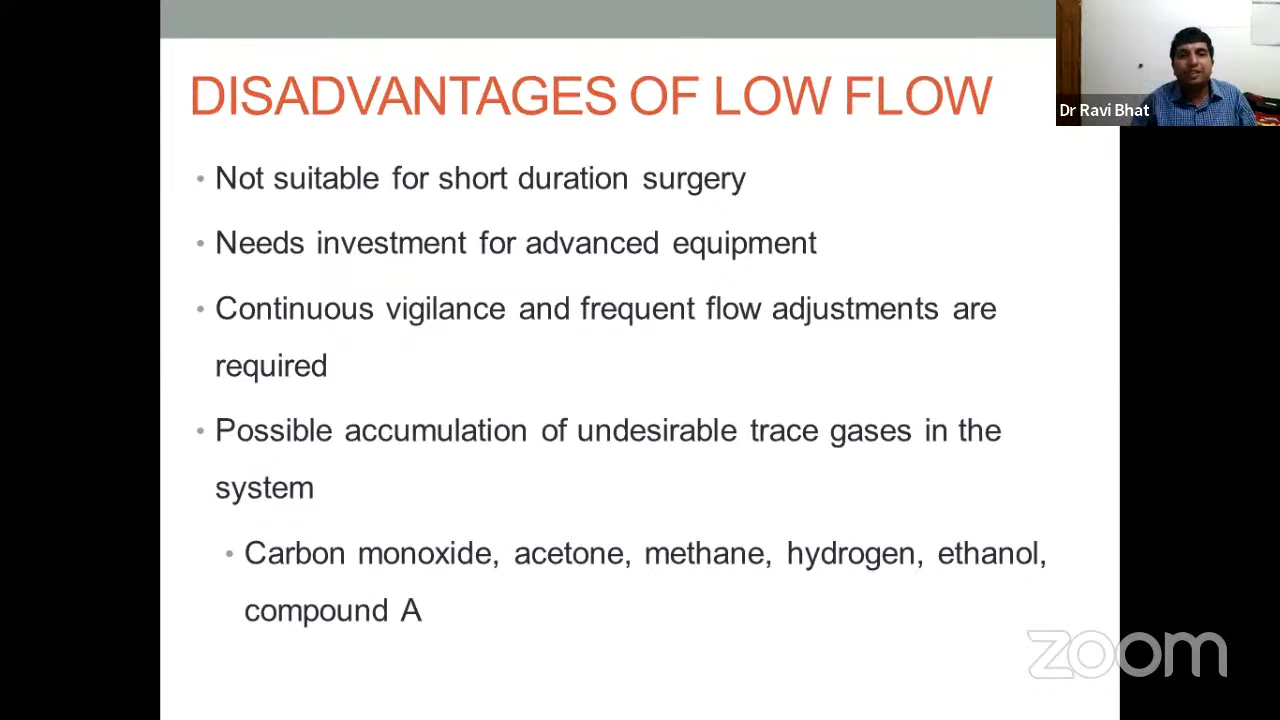 DISADVANTAGES OF LOW FLOW
Dr Ravi Bhat
• Not suitable for short duration surgery
• Needs investment for advanced equipment
• Continuous vigilance and frequent flow adjustments are
required
• Possible accumulation of undesirable trace gases in the
system
• Carbon monoxide, acetone, methane, hydrogen, ethanol,
compound A
zoom